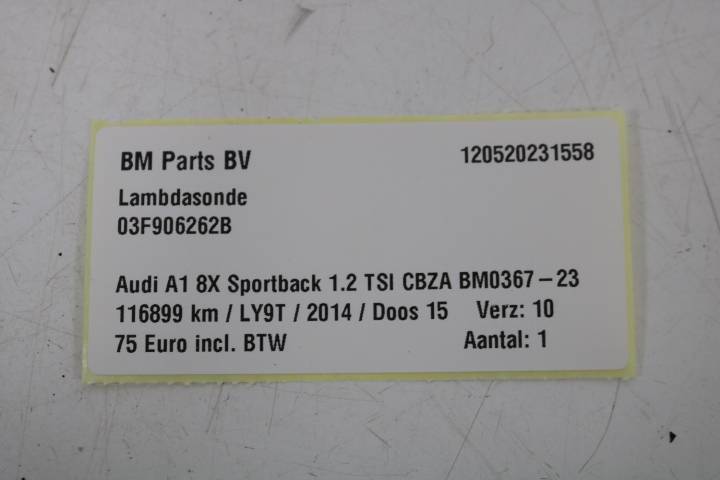 BM Parts BV 120520231558
Lambdasonde
03F906262B
Audi A1 8X Sportback 1.2 TSI CBZA BM0367-23
116899 km / LY9T / 2014 / Doos 15 Verz: 10
75 Euro incl. BTW Aantal: 1